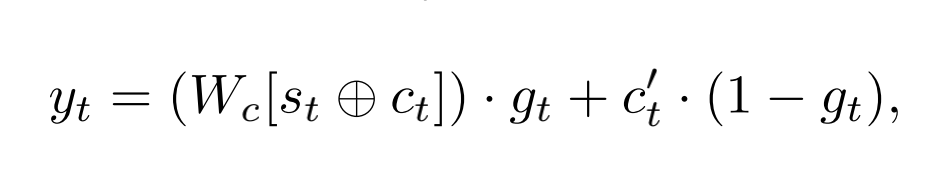 y_t = (W_c[s_t ⊕ c_t]) · g_t + c′_t · (1 − g_t),